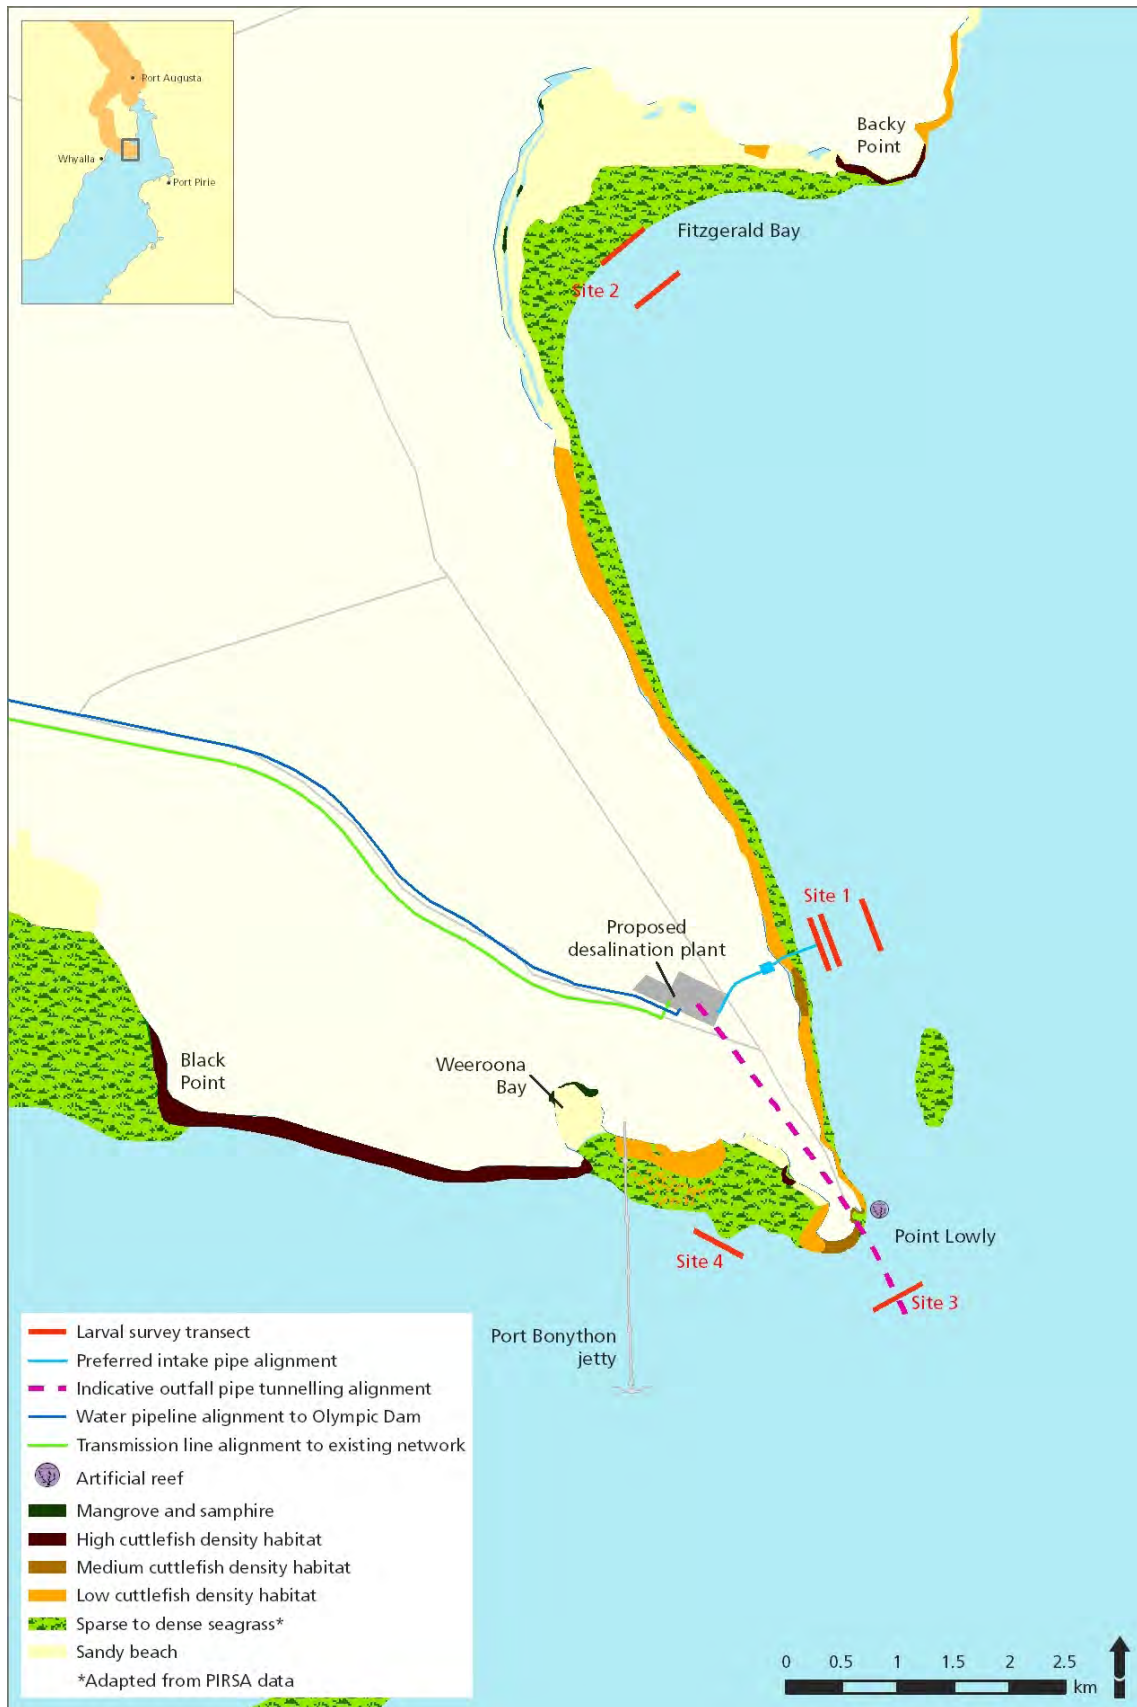 Port Augusta
Whyalla
Port Pirie
Backy
Point
Fitzgerald Bay
Site 2
Site 1
Proposed
desalination plant
Black
Point
Weeroona
Bay
Point Lowly
Site 4
Site 3
Port Bonython
jetty
Larval survey transect
Preferred intake pipe alignment
Indicative outfall pipe tunnelling alignment
Water pipeline alignment to Olympic Dam
Transmission line alignment to existing network
Artificial reef
Mangrove and samphire
High cuttlefish density habitat
Medium cuttlefish density habitat
Low cuttlefish density habitat
Sparse to dense seagrass*
Sandy beach
*Adapted from PIRSA data
0 0.5 1 1.5 2 2.5
km